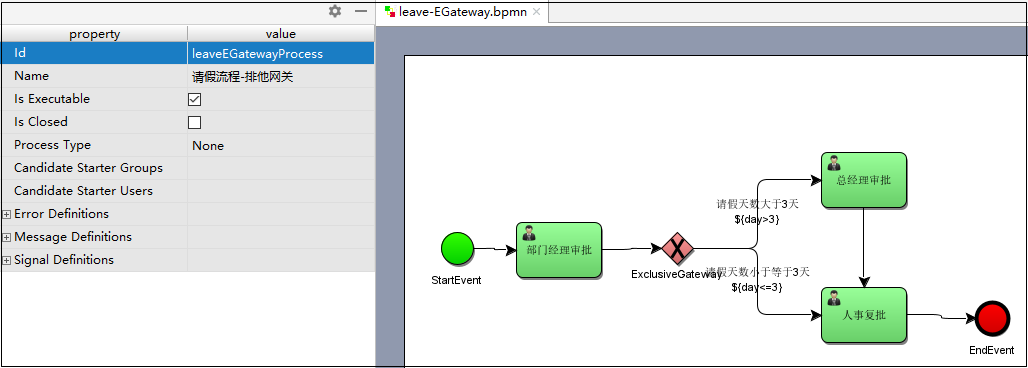 leave-EGateway.bpmn
property value
Id leaveEGatewayProcess
Name 请假流程-排他网关
Is Executable
Is Closed
Process Type None
Candidate Starter Groups
Candidate Starter Users
Error Definitions
Message Definitions
Signal Definitions
StartEvent
部门经理审批
ExclusiveGateway
请假天数大于3天
${day>3}
总经理审批
请假天数小于等于3天
${day<=3}
人事复批
EndEvent